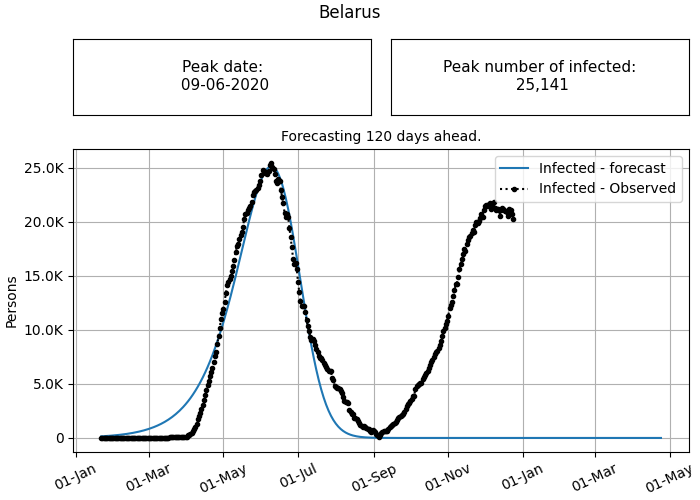 Belarus
Peak date:
09-06-2020
Peak number of infected:
25,141
Forecasting 120 days ahead.
Infected - forecast
Infected - Observed
Persons
25.0K
20.0K
15.0K
10.0K
5.0K
0
01-Jan
01-Mar
01-May
01-Jul
01-Sep
01-Nov
01-Jan
01-Mar
01-May